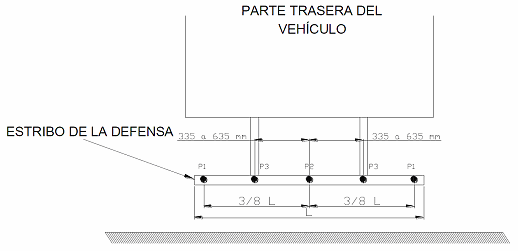 PARTE TRASERA DEL
VEHÍCULO
ESTRIBO DE LA DEFENSA
335 a 635 mm
335 a 635 mm
P1
P3
P2
P3
P1
3/8 L
3/8 L
L